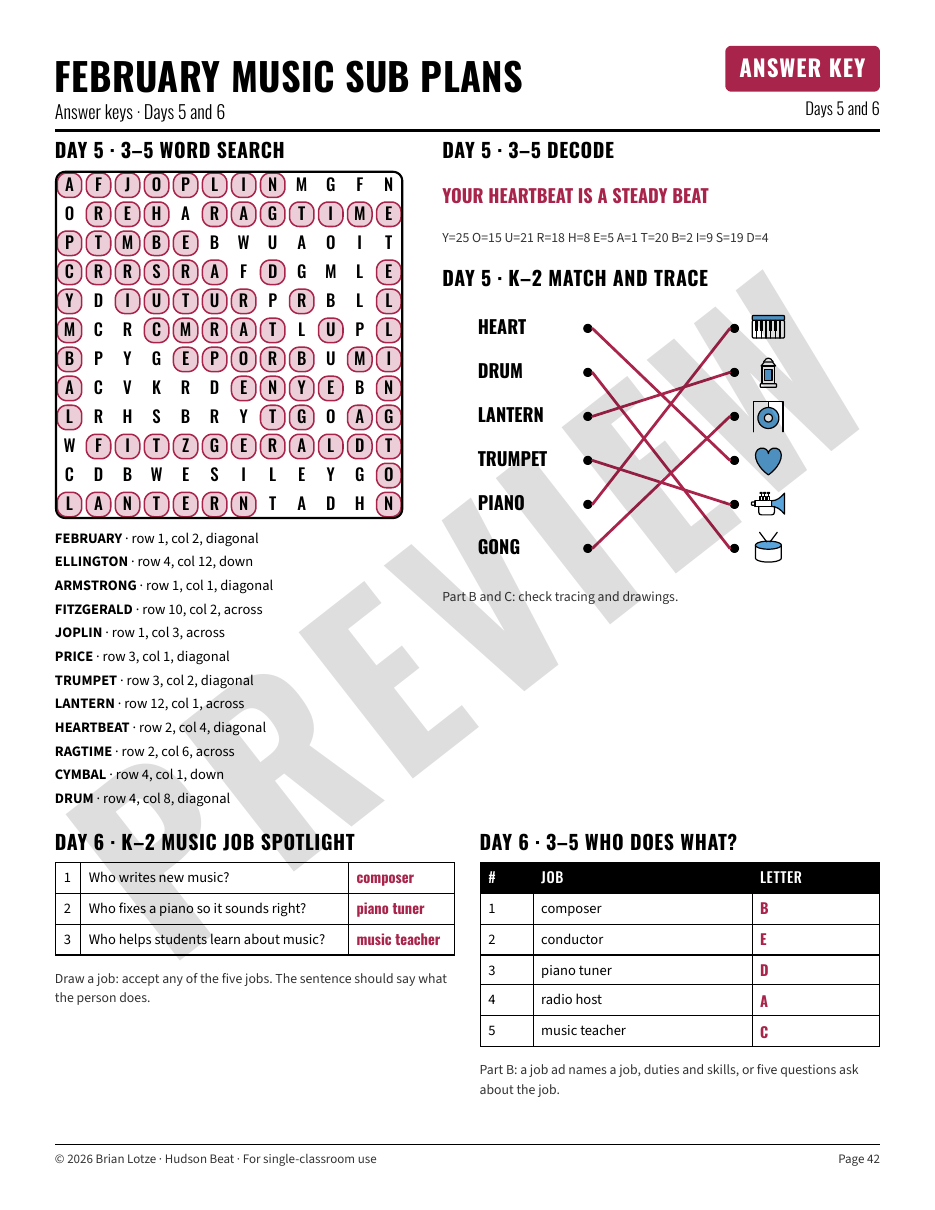 FEBRUARY MUSIC SUB PLANS
ANSWER KEY
Answer keys · Days 5 and 6
Days 5 and 6
DAY 5 · 3–5 WORD SEARCH
A F J O P L I N M G F N
O R E H A R A G T I M E
P T M B E B W U A O I T
C R R S R A F D G M L E
Y D I U T U R P R B L L
M C R C M R A T L U P L
B P Y G E P O R B U M I
A C V K R D E N Y E B N
L R H S B R Y T G O A G
W F I T Z G E R A L D T
C D B W E S I L E Y G O
L A N T E R N T A D H N
FEBRUARY · row 1, col 2, diagonal
ELLINGTON · row 4, col 12, down
ARMSTRONG · row 1, col 1, diagonal
FITZGERALD · row 10, col 2, across
JOPLIN · row 1, col 3, across
PRICE · row 3, col 1, diagonal
TRUMPET · row 3, col 2, diagonal
LANTERN · row 12, col 1, across
HEARTBEAT · row 2, col 4, diagonal
RAGTIME · row 2, col 6, across
CYMBAL · row 4, col 1, down
DRUM · row 4, col 8, diagonal
DAY 5 · 3–5 DECODE
YOUR HEARTBEAT IS A STEADY BEAT
Y=25 O=15 U=21 R=18 H=8 E=5 A=1 T=20 B=2 I=9 S=19 D=4
DAY 5 · K–2 MATCH AND TRACE
HEART
DRUM
LANTERN
TRUMPET
PIANO
GONG
Part B and C: check tracing and drawings.
PREVIEW
DAY 6 · K–2 MUSIC JOB SPOTLIGHT
1 Who writes new music? composer
2 Who fixes a piano so it sounds right? piano tuner
3 Who helps students learn about music? music teacher
Draw a job: accept any of the five jobs. The sentence should say what
the person does.
DAY 6 · 3–5 WHO DOES WHAT?
# JOB LETTER
1 composer B
2 conductor E
3 piano tuner D
4 radio host A
5 music teacher C
Part B: a job ad names a job, duties and skills, or five questions ask
about the job.
© 2026 Brian Lotze · Hudson Beat · For single-classroom use
Page 42